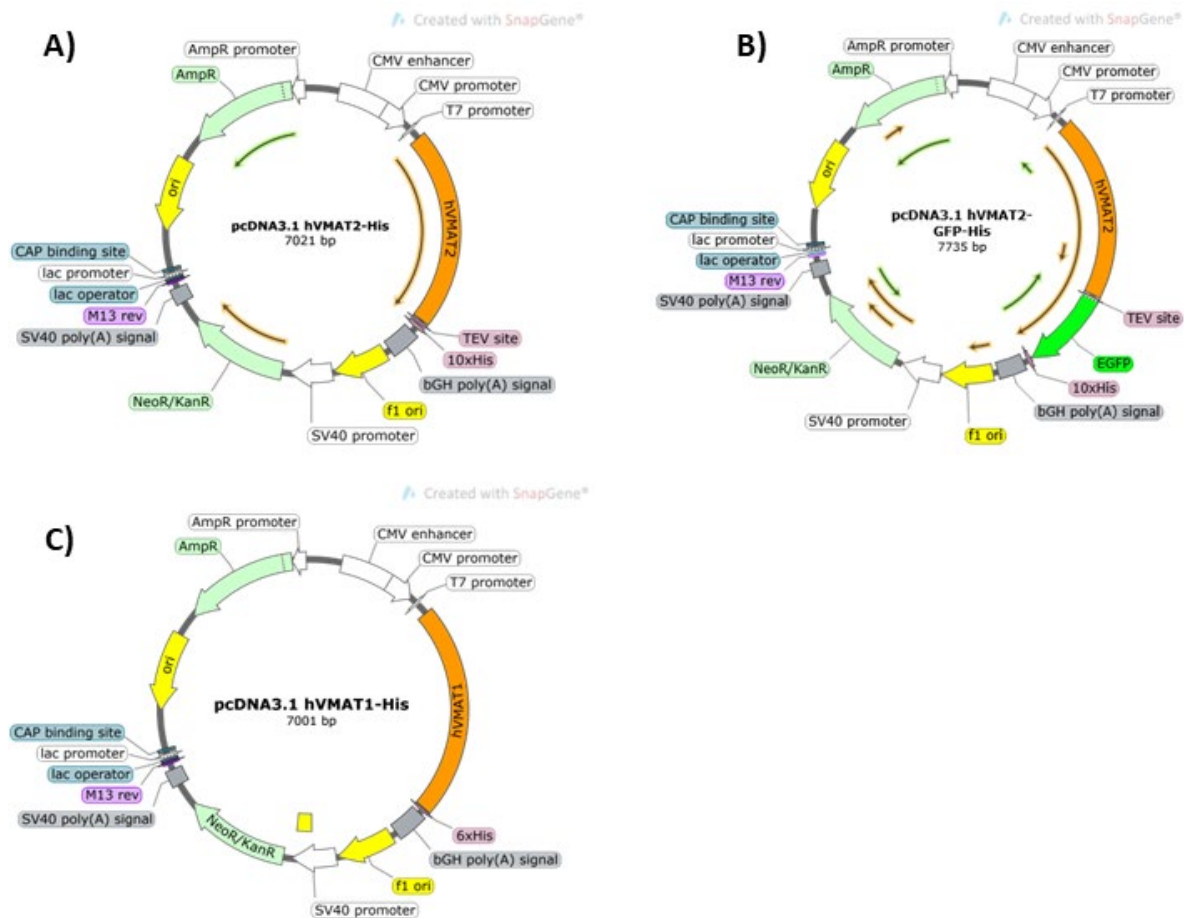 Created with SnapGene®
A)
AmpR promoter
AmpR
CMV enhancer
CMV promoter
T7 promoter
ori
hVMAT2
pcDNA3.1 hVMAT2-His
7021 bp
CAP binding site
lac promoter
lac operator
M13 rev
SV40 poly(A) signal
NeoR/KanR
TEV site
10xHis
bGH poly(A) signal
f1 ori
SV40 promoter
Created with SnapGene®
B)
AmpR promoter
AmpR
CMV enhancer
CMV promoter
T7 promoter
ori
hVMAT2
pcDNA3.1 hVMAT2-
GFP-His
7735 bp
CAP binding site
lac promoter
lac operator
M13 rev
SV40 poly(A) signal
NeoR/KanR
TEV site
EGFP
10xHis
bGH poly(A) signal
f1 ori
SV40 promoter
Created with SnapGene®
C)
AmpR promoter
AmpR
CMV enhancer
CMV promoter
T7 promoter
ori
hVMAT1
pcDNA3.1 hVMAT1-His
7001 bp
CAP binding site
lac promoter
lac operator
M13 rev
SV40 poly(A) signal
NeoR/KanR
6xHis
bGH poly(A) signal
f1 ori
SV40 promoter